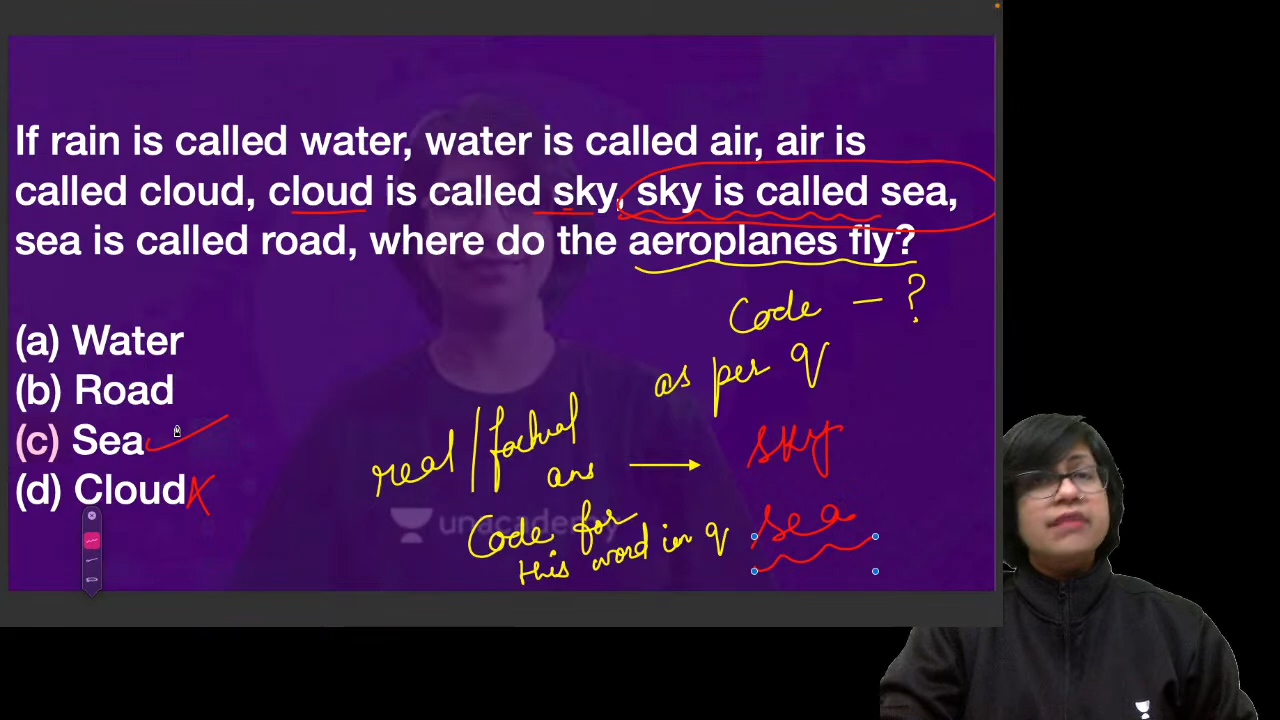 If rain is called water, water is called air, air is
called cloud, cloud is called sky, sky is called sea,
sea is called road, where do the aeroplanes fly?
Code - ?
as per q
(a) Water
(b) Road
(c) Sea
(d) Cloud
real/factual
ans
sky
Code for
this word in q
sea
unacademy